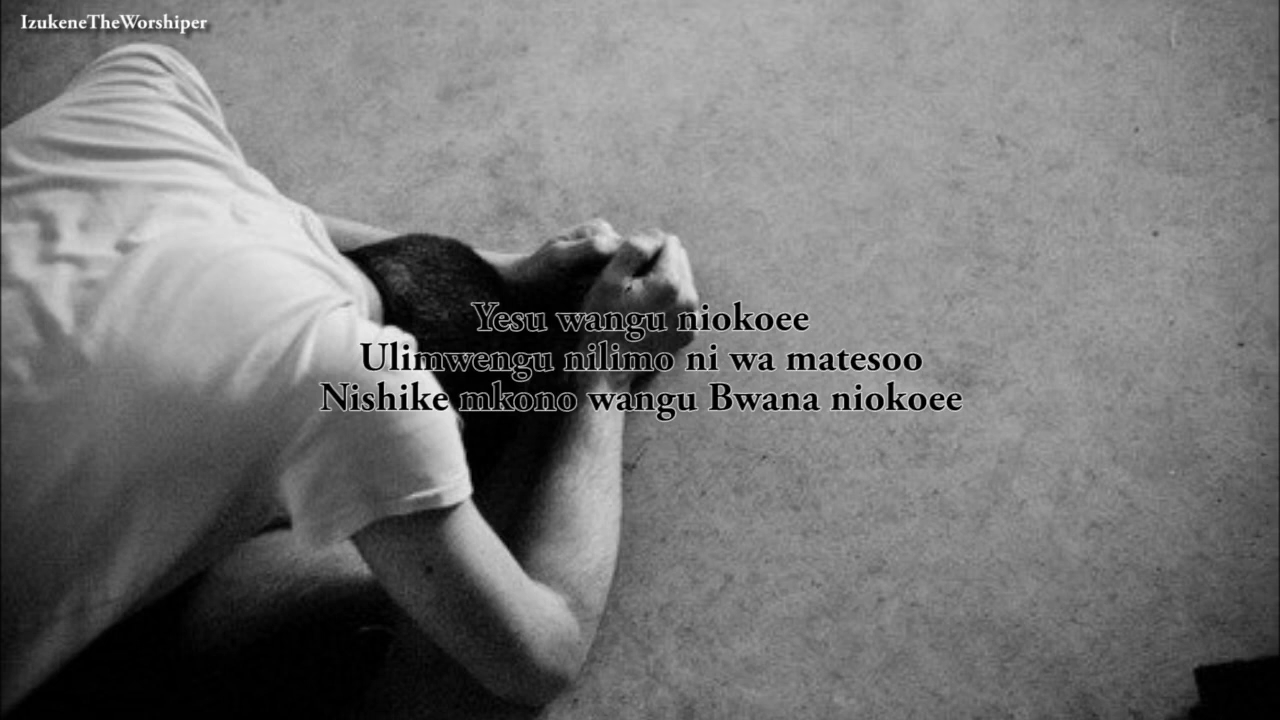 IzukeneTheWorshiper
Yesu wangu niokoee
Ulimwengu nilimo ni wa matesoo
Nishike mkono wangu Bwana niokoee